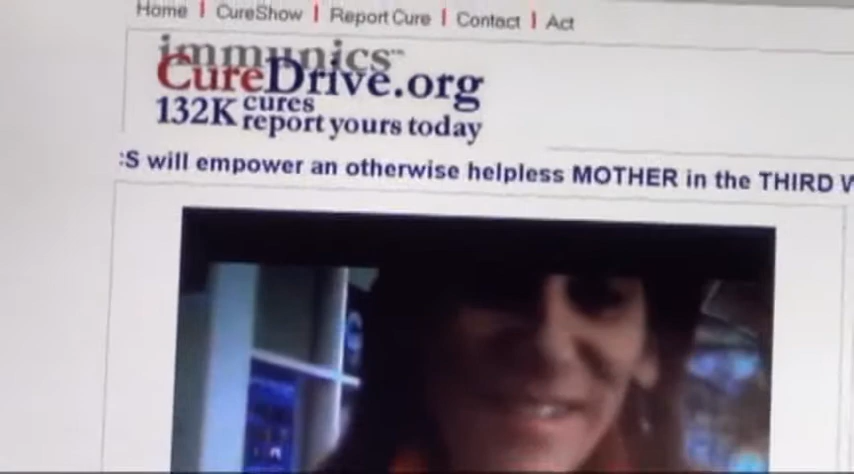 Home | CureShow | Report Cure | Contact | Act
immunics™
CureDrive.org
132K cures
report yours today
:S will empower an otherwise helpless MOTHER in the THIRD